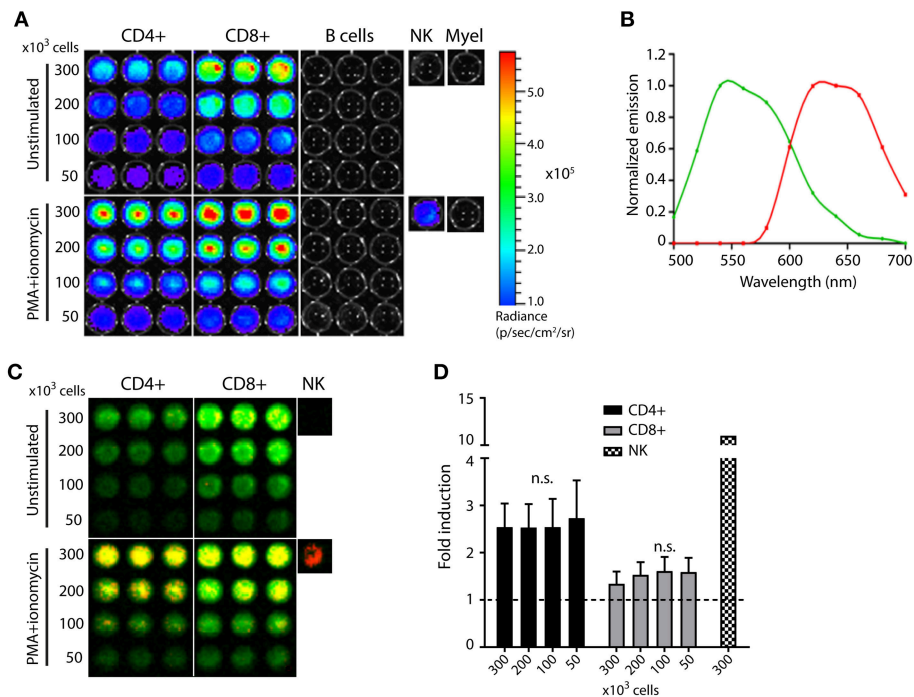 A
x10³ cells
CD4+ CD8+ B cells NK Myel
Unstimulated
300
200
100
50
PMA+ionomycin
300
200
100
50
5.0
4.0
3.0
2.0
1.0
x10⁵
Radiance
(p/sec/cm²/sr)
B
Normalized emission
1.2
1.0
0.8
0.6
0.4
0.2
0
500 550 600 650 700
Wavelength (nm)
C
x10³ cells
CD4+ CD8+ NK
Unstimulated
300
200
100
50
PMA+ionomycin
300
200
100
50
D
Fold induction
15
10
4
3
2
1
0
CD4+
CD8+
NK
n.s.
n.s.
300 200 100 50 300 200 100 50 300
x10³ cells